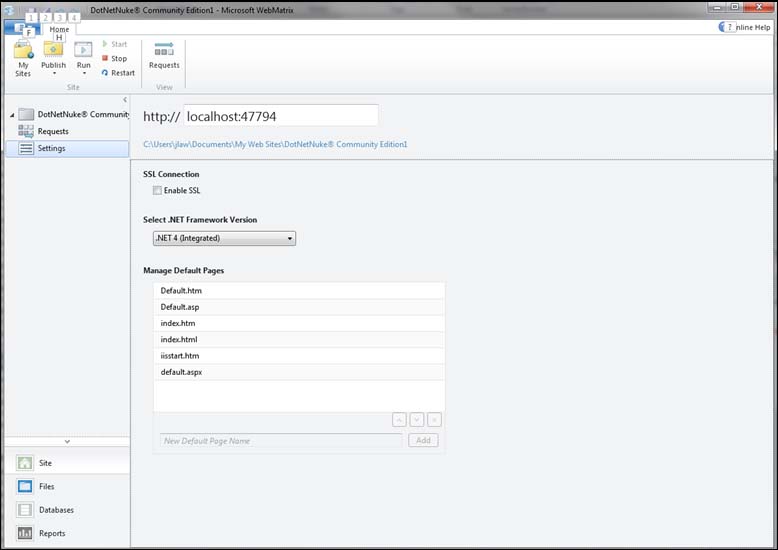 DotNetNuke® Community Edition1 - Microsoft WebMatrix
1 2 3 4
F
Home
H
? nline Help
My Sites
Publish
Run
Start
Stop
Restart
Requests
Site
View
DotNetNuke® Community
Requests
Settings
http:// localhost:47794
C:\Users\jlaw\Documents\My Web Sites\DotNetNuke® Community Edition1
SSL Connection
Enable SSL
Select .NET Framework Version
.NET 4 (Integrated)
Manage Default Pages
Default.htm
Default.asp
index.htm
index.html
iisstart.htm
default.aspx
New Default Page Name
Add
Site
Files
Databases
Reports